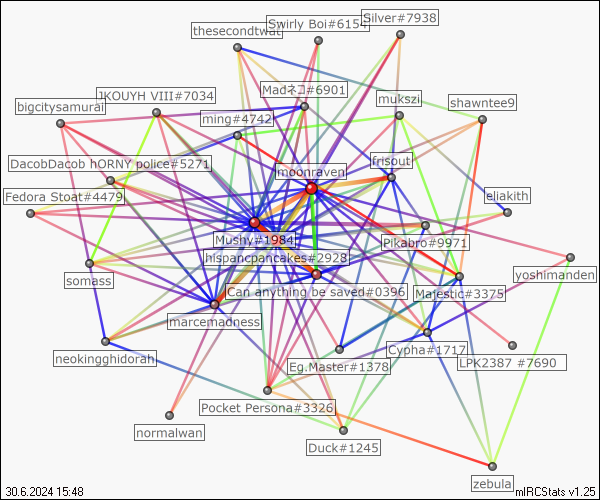 Swirly Boi#6154
Silver#7938
thesecondtwat
Madネコ#6901
1KOUYH VIII#7034
mukszi
bigcitysamurai
ming#4742
shawntee9
DacobDacob hORNY police#5271
frisout
moonraven
Fedora Stoat#4479
eliakith
Mushy#1984
Pikabro#9971
hispancpancakes#2928
yoshimanden
somass
Can anything be saved#0396
Majestic#3375
marcemadness
neokingghidorah
Cypha#1717
Eg.Master#1378
LPK2387 #7690
Pocket Persona#3326
normalwan
Duck#1245
zebula
30.6.2024 15:48
mIRCStats v1.25